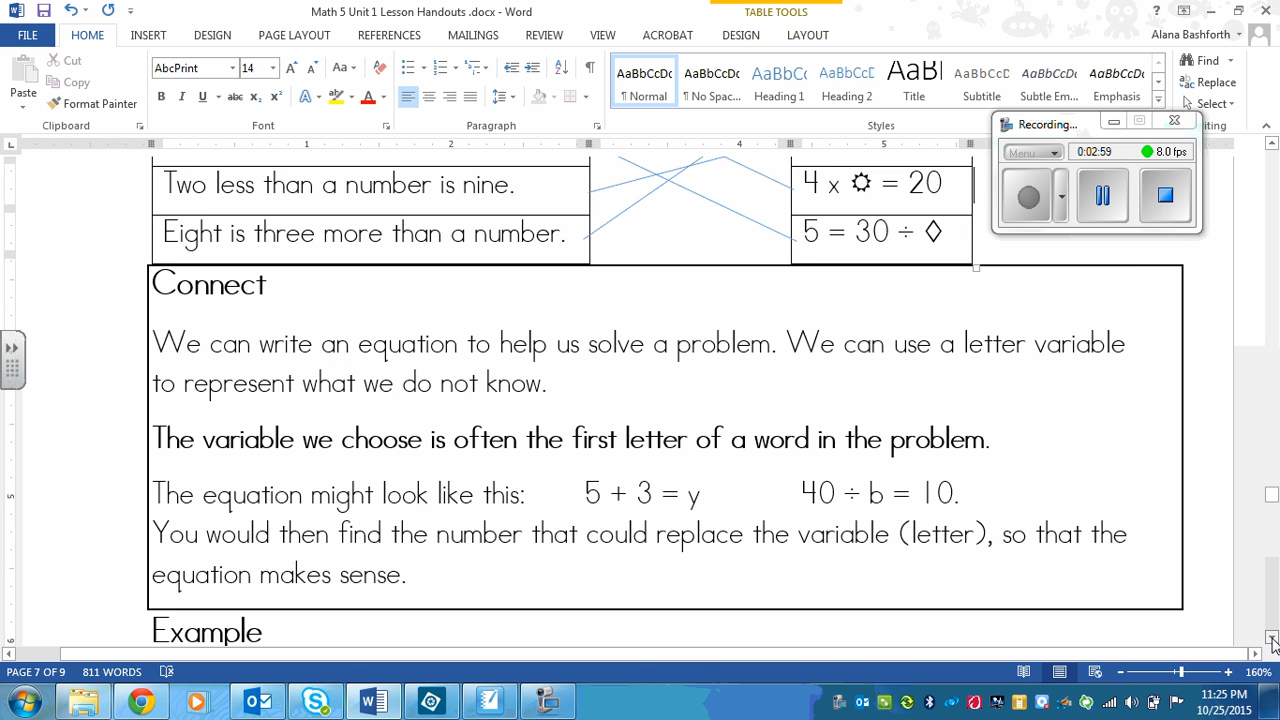 Math 5 Unit 1 Lesson Handouts .docx - Word
TABLE TOOLS
FILE HOME INSERT DESIGN PAGE LAYOUT REFERENCES MAILINGS REVIEW VIEW ACROBAT DESIGN LAYOUT
Alana Bashforth
Paste
Cut
Copy
Format Painter
AbcPrint 14
AaBbCcDc AaBbCcDc AaBbCc AaBbCcD AaBl AaBbCcD AaBbCcDc AaBbCcDc
¶ Normal ¶ No Spac... Heading 1 Heading 2 Title Subtitle Subtle Em... Emphasis
Find
Replace
Select
Clipboard Font Paragraph Styles
Recording...
Menu 0:02:59 8.0 fps
Two less than a number is nine. 4 x ☼ = 20
Eight is three more than a number. 5 = 30 ÷ ◊
Connect
We can write an equation to help us solve a problem. We can use a letter variable
to represent what we do not know.
The variable we choose is often the first letter of a word in the problem.
The equation might look like this: 5 + 3 = y 40 ÷ b = 10.
You would then find the number that could replace the variable (letter), so that the
equation makes sense.
Example
PAGE 7 OF 9 811 WORDS 160%
11:25 PM
10/25/2015